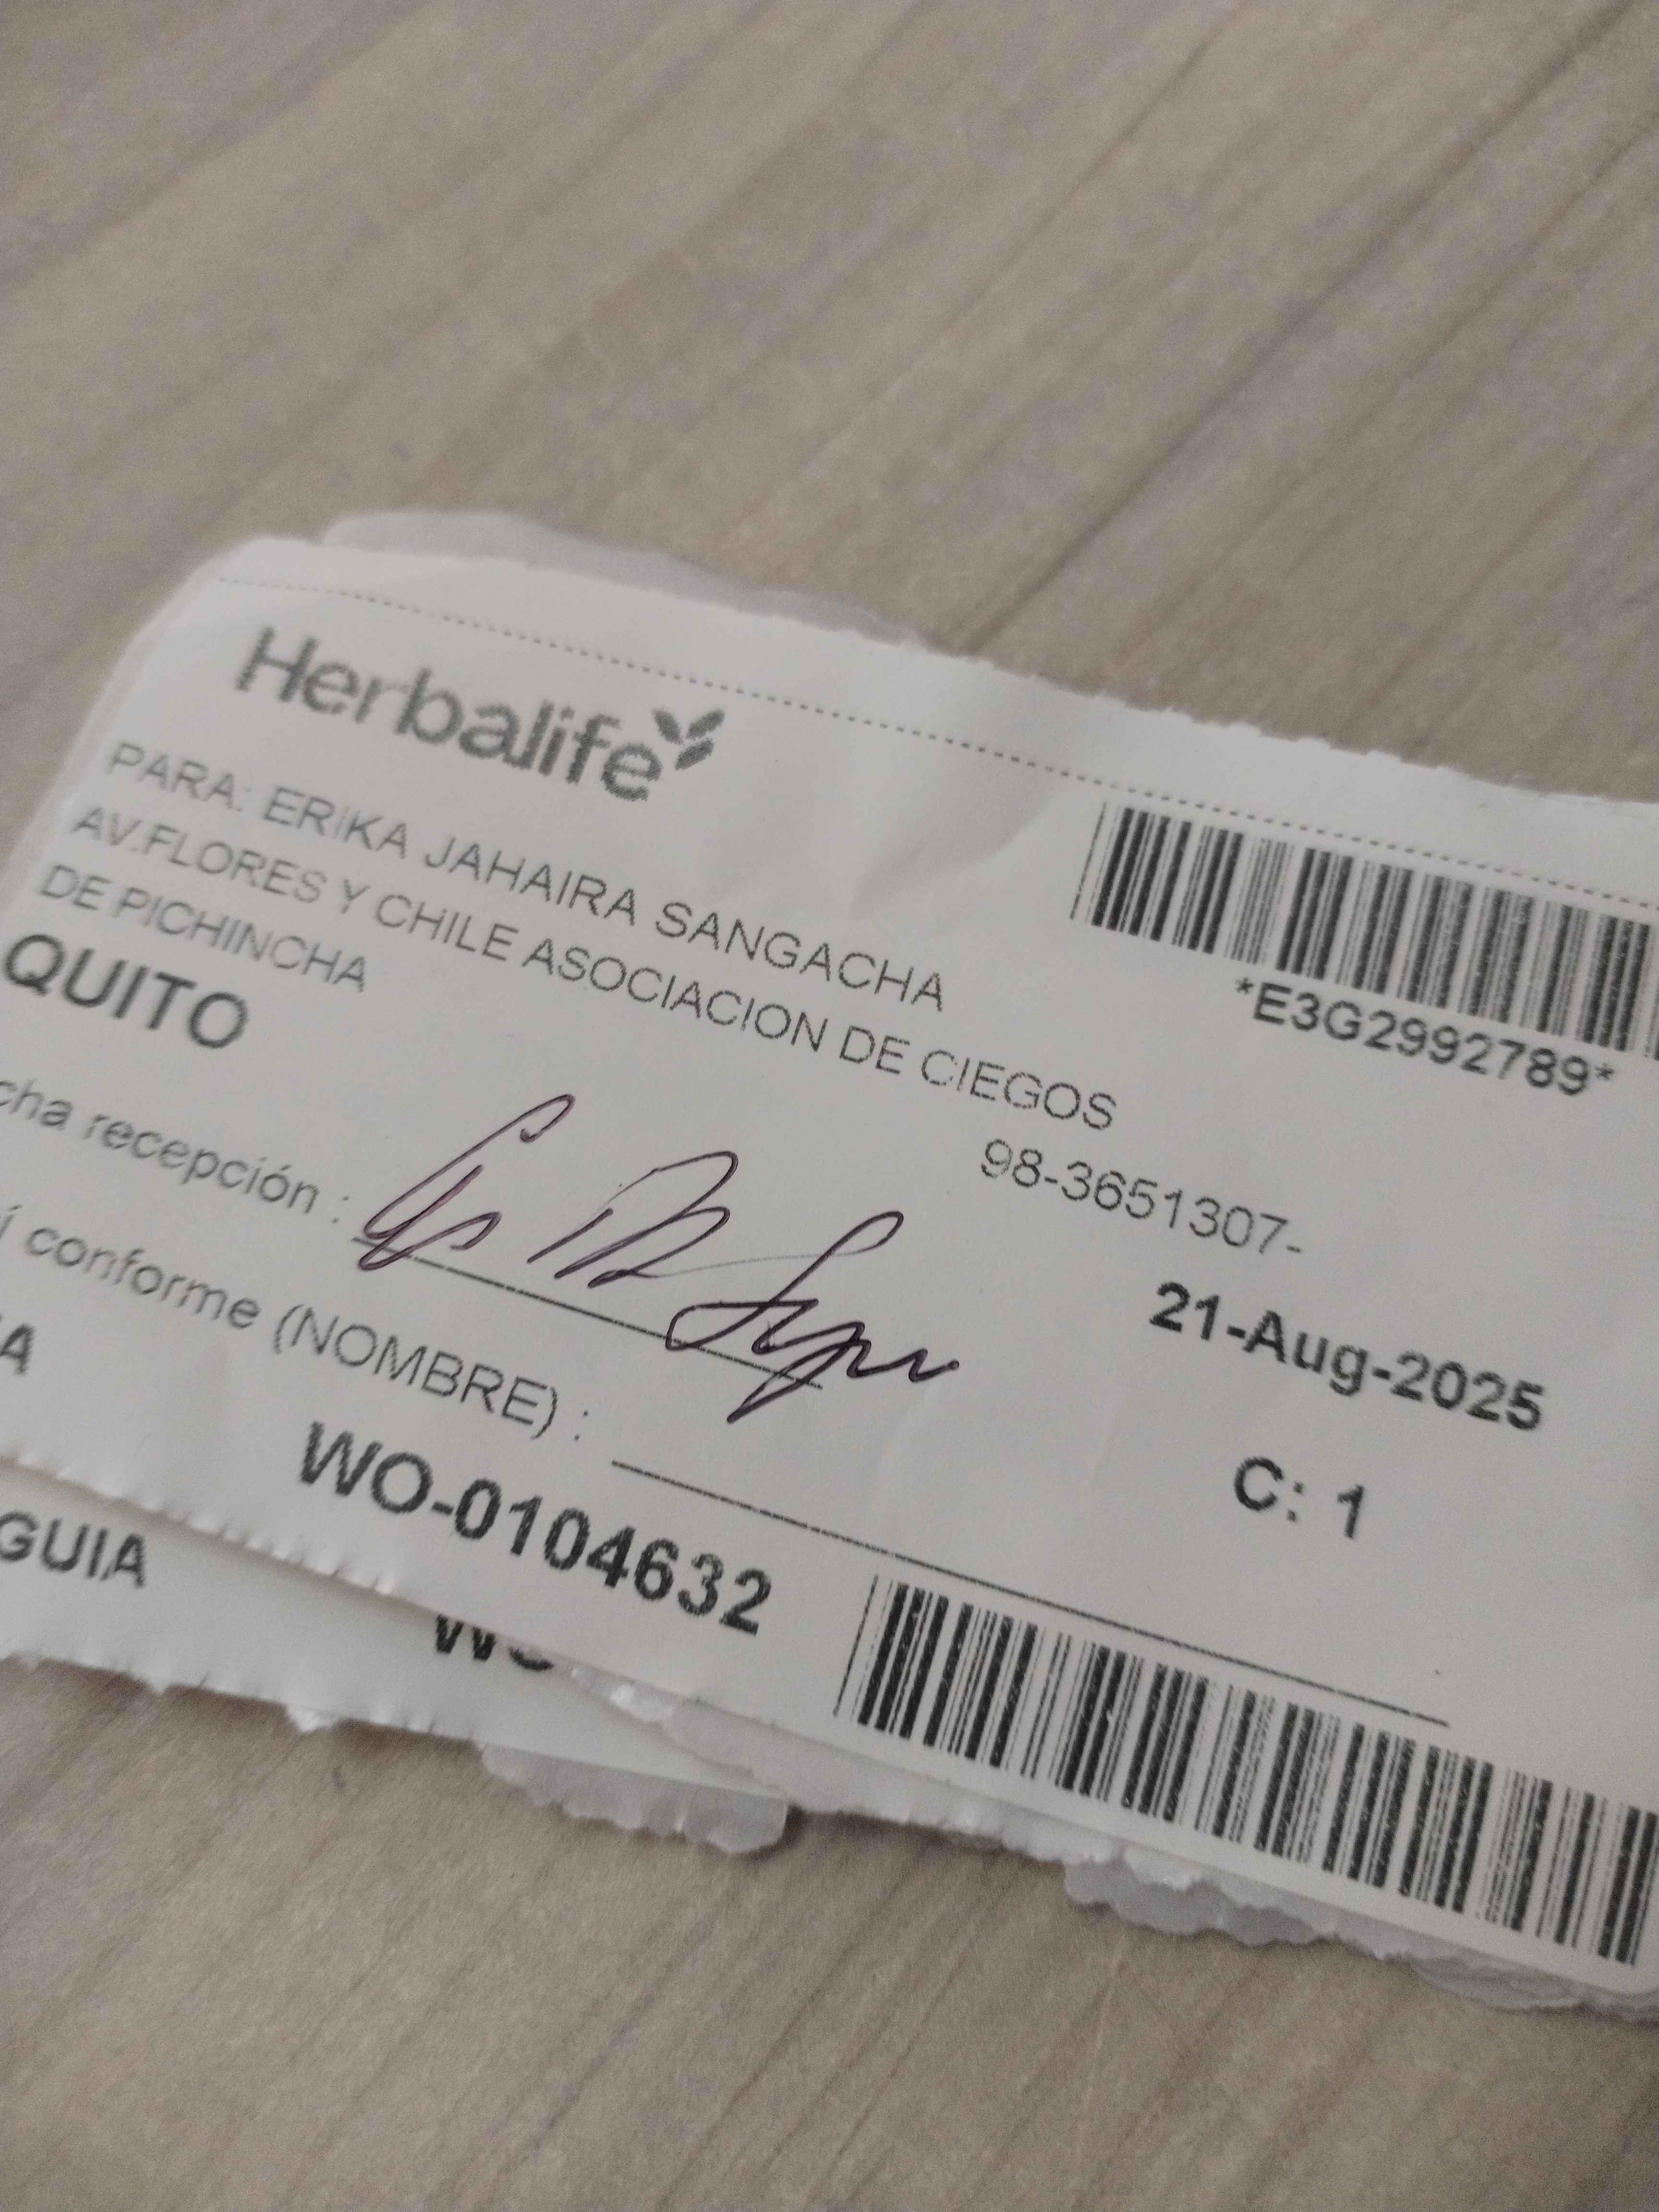 Herbalife
*E3G2992789*
PARA: ERIKA JAHAIRA SANGACHA
AV.FLORES Y CHILE ASOCIACION DE CIEGOS
DE PICHINCHA
QUITO
98-3651307-
cha recepción :
21-Aug-2025
í conforme (NOMBRE) :
C: 1
A
WO-0104632
GUIA